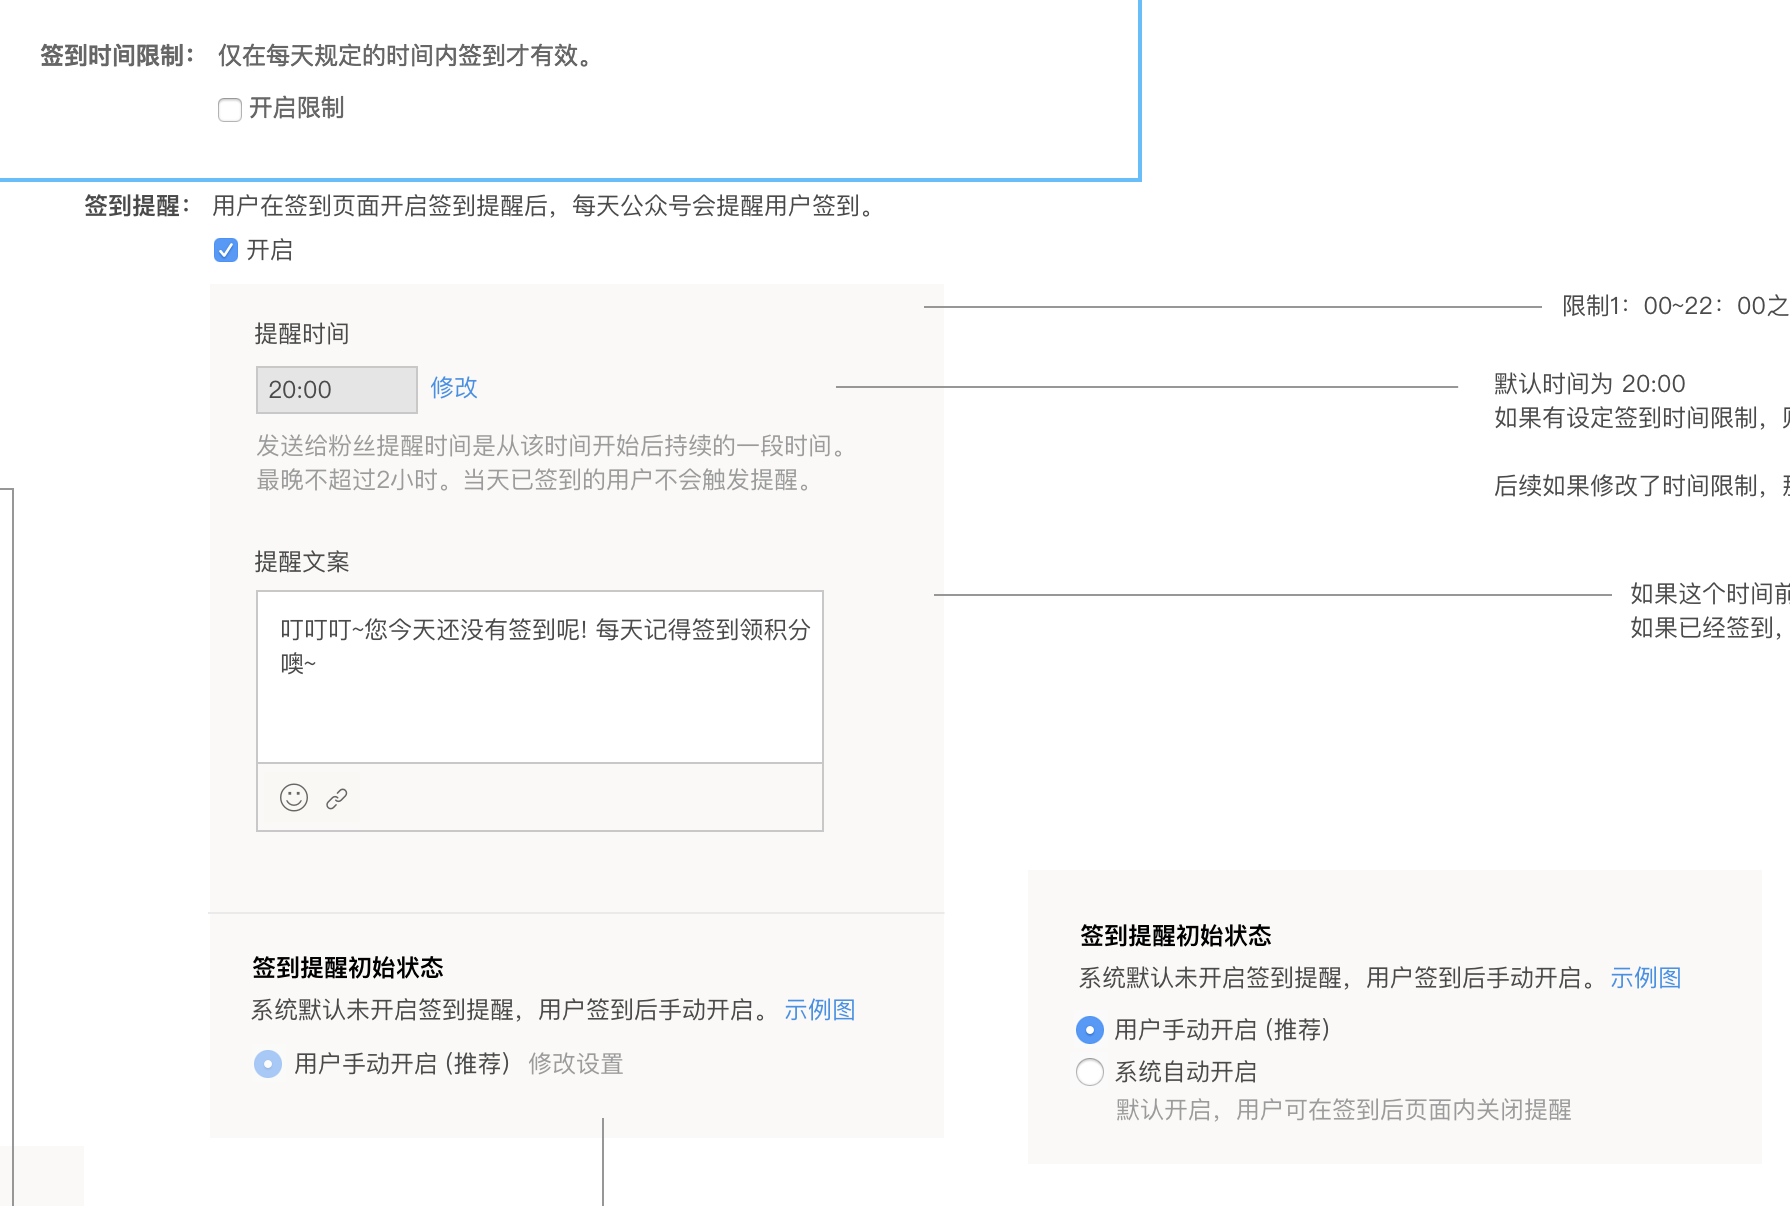 签到时间限制： 仅在每天规定的时间内签到才有效。
开启限制
签到提醒： 用户在签到页面开启签到提醒后，每天公众号会提醒用户签到。
开启
提醒时间
20:00 修改
发送给粉丝提醒时间是从该时间开始后持续的一段时间。
最晚不超过2小时。当天已签到的用户不会触发提醒。
提醒文案
叮叮叮~您今天还没有签到呢! 每天记得签到领积分
噢~
签到提醒初始状态
系统默认未开启签到提醒，用户签到后手动开启。 示例图
用户手动开启 (推荐) 修改设置
限制1：00~22：00之
默认时间为 20:00
如果有设定签到时间限制，
后续如果修改了时间限制，
如果这个时间前
如果已经签到，
签到提醒初始状态
系统默认未开启签到提醒，用户签到后手动开启。 示例图
用户手动开启 (推荐)
系统自动开启
默认开启，用户可在签到后页面内关闭提醒